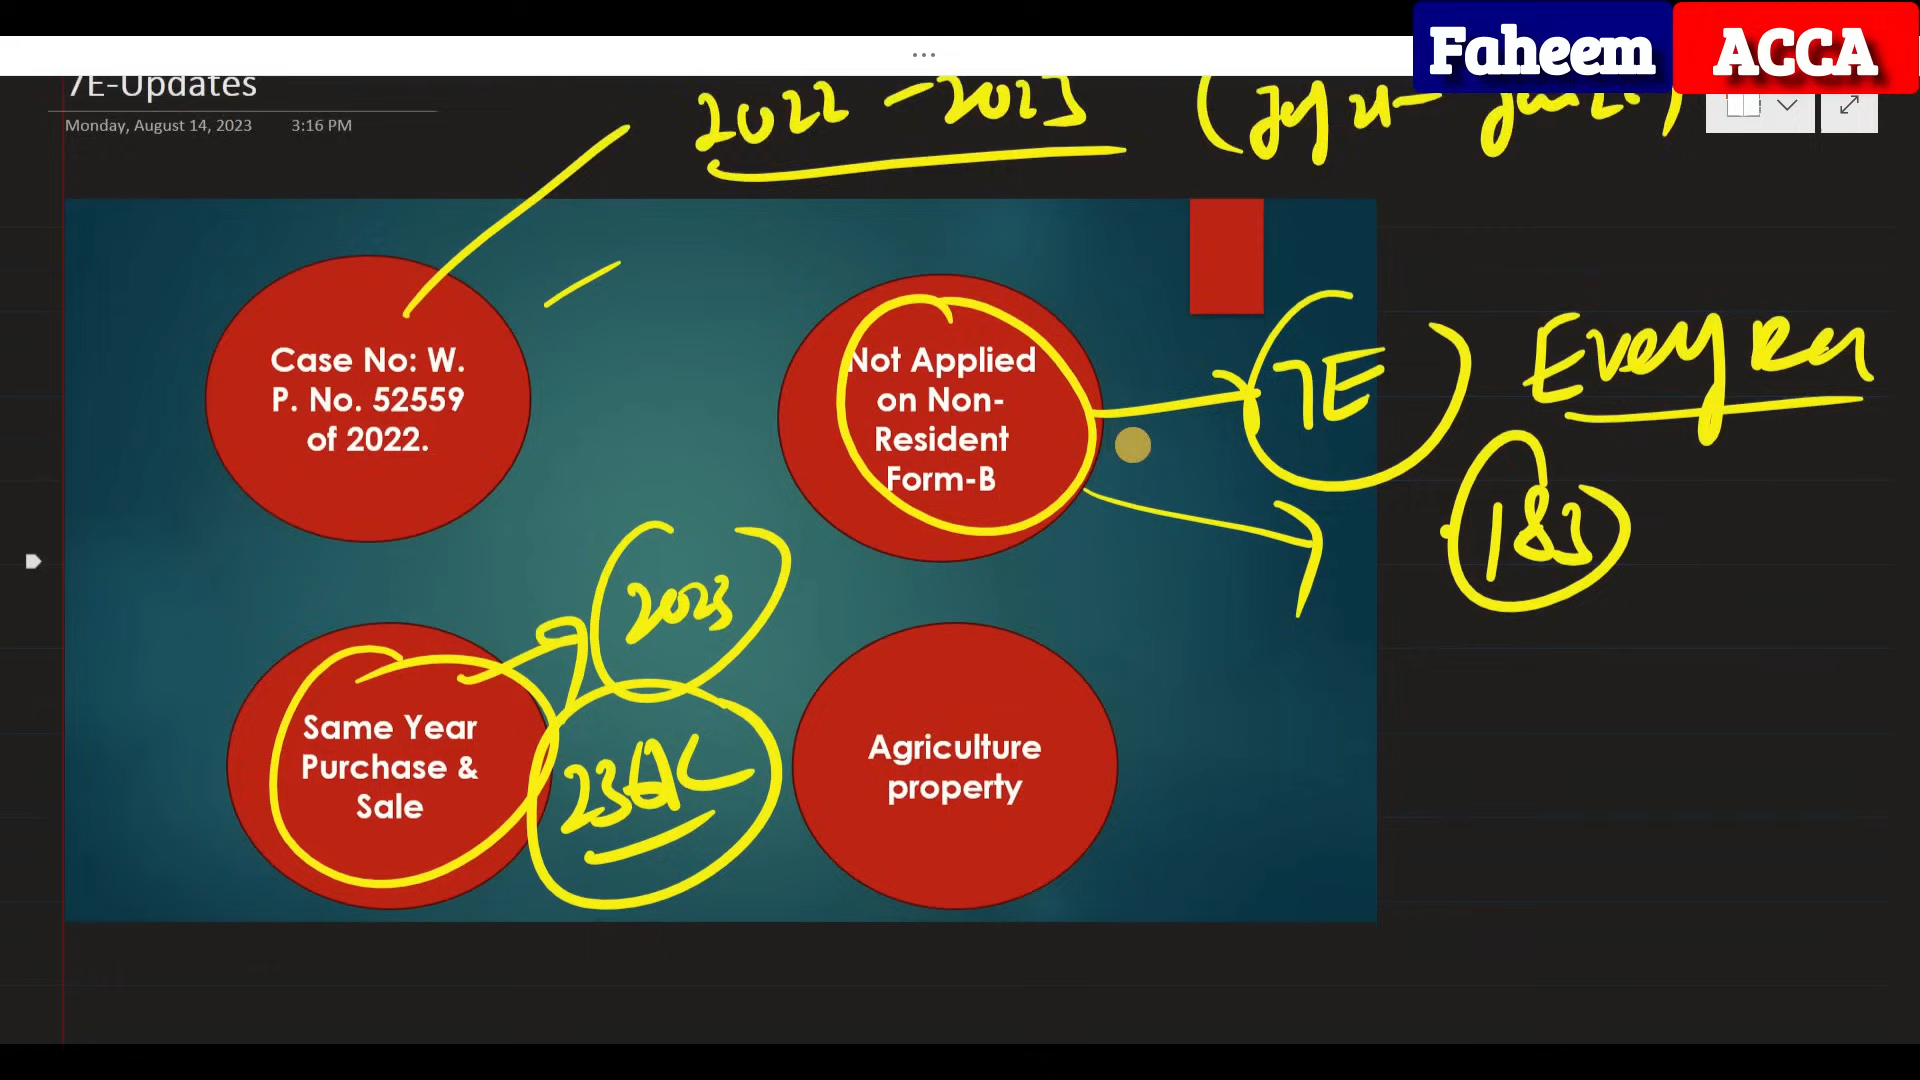 Faheem ACCA
7E-Updates
Monday, August 14, 2023 3:16 PM
2022-2023
Case No: W.
P. No. 52559
of 2022.
Not Applied
on Non-
Resident
Form-B
7E
Every
183
2023
Same Year
Purchase &
Sale
Agriculture
property